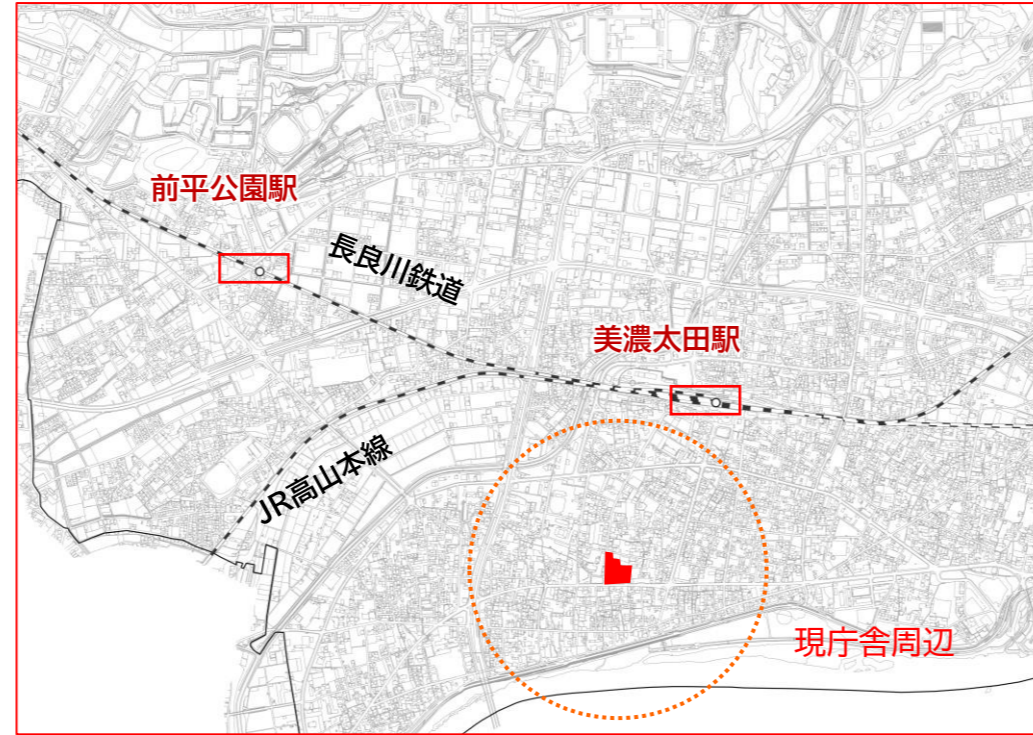 前平公園駅
長良川鉄道
美濃太田駅
JR高山本線
現庁舎周辺